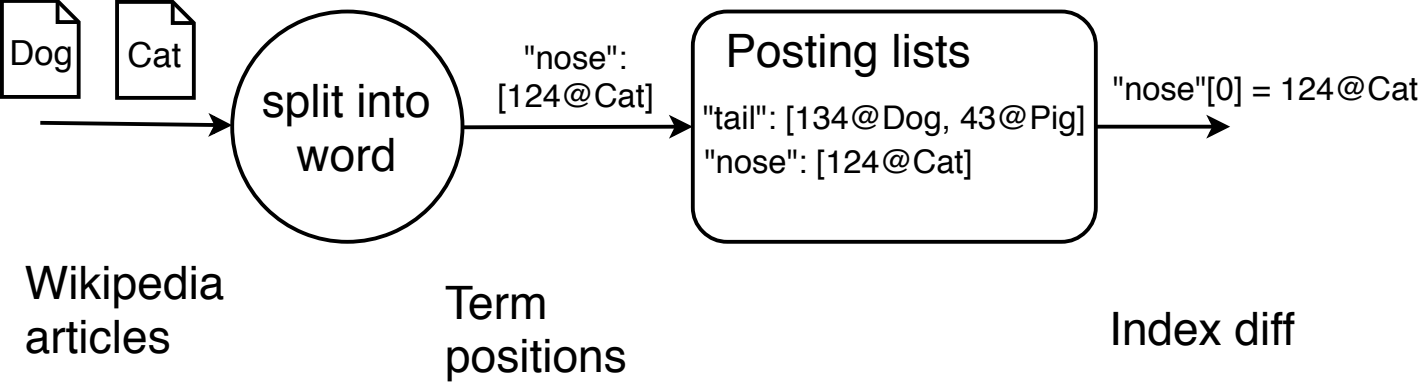 Dog
Cat
split into
word
"nose":
[124@Cat]
Posting lists
"tail": [134@Dog, 43@Pig]
"nose": [124@Cat]
"nose"[0] = 124@Cat
Wikipedia
articles
Term
positions
Index diff